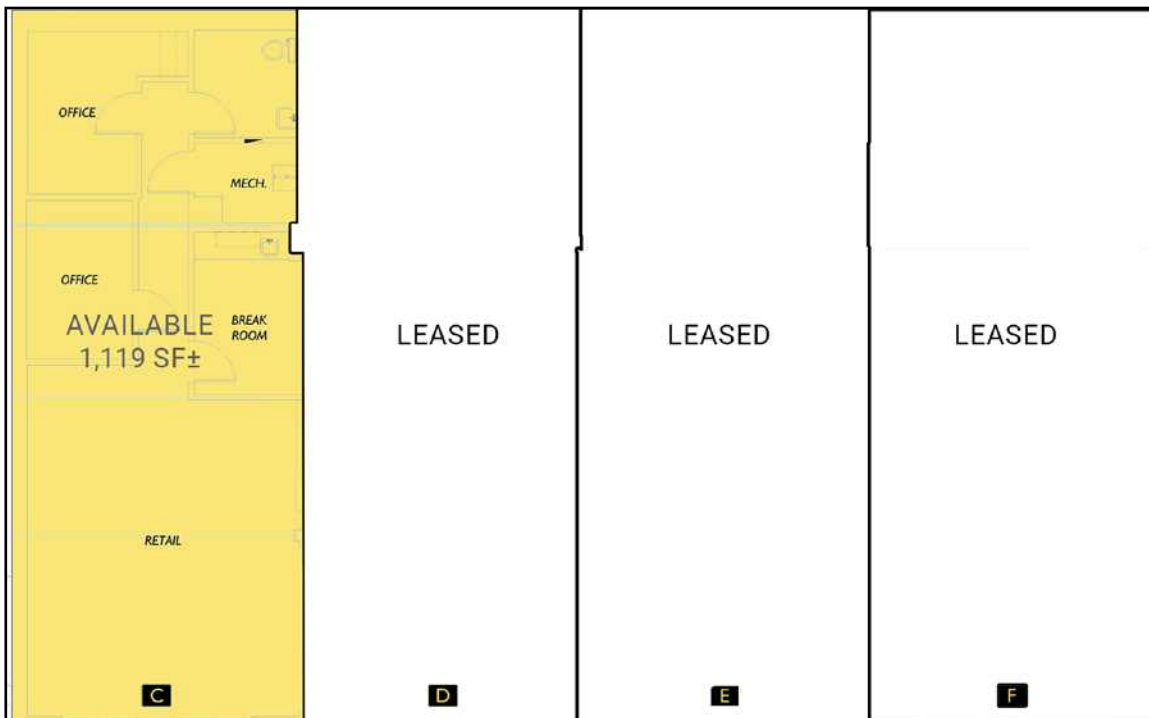 OFFICE
MECH.
OFFICE
AVAILABLE
1,119 SF±
BREAK
ROOM
LEASED
LEASED
LEASED
RETAIL
C
D
E
F